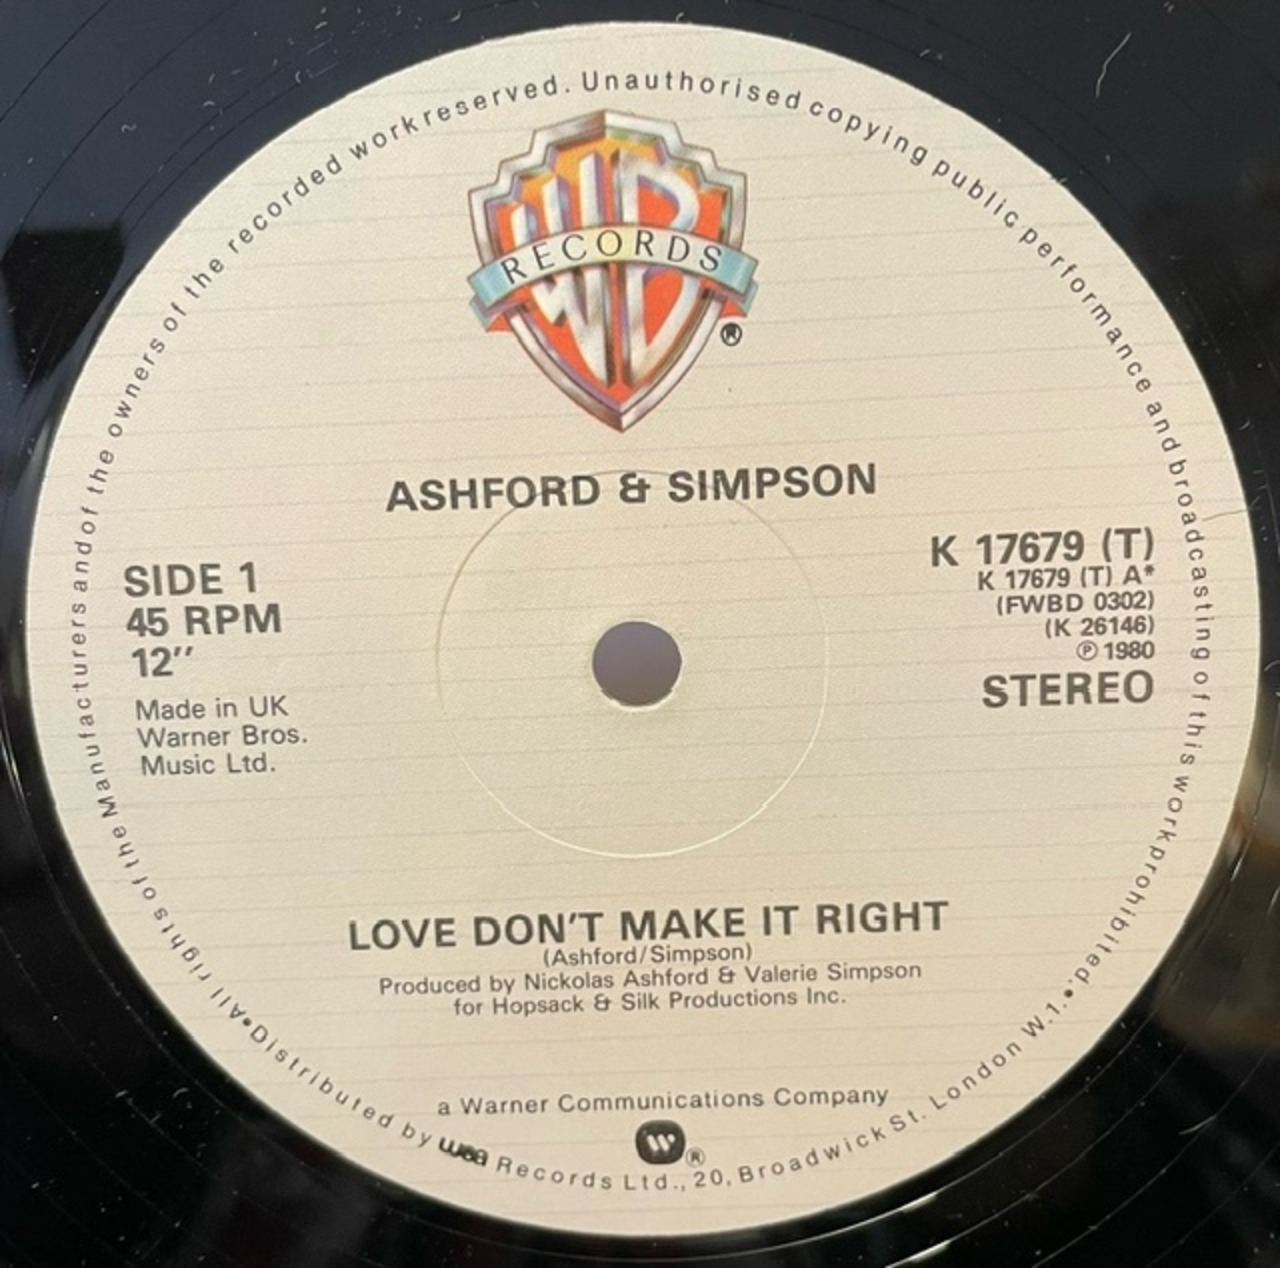 All rights of the Manufacturers and of the owners of the recorded work reserved. Unauthorised copying public performance and broadcasting of this work prohibited.
WB
RECORDS
®
ASHFORD & SIMPSON
SIDE 1
45 RPM
12"
Made in UK
Warner Bros.
Music Ltd.
K 17679 (T)
K 17679 (T) A*
(FWBD 0302)
(K 26146)
℗ 1980
STEREO
LOVE DON'T MAKE IT RIGHT
(Ashford/Simpson)
Produced by Nickolas Ashford & Valerie Simpson
for Hopsack & Silk Productions Inc.
a Warner Communications Company
W ®
•Distributed by wea Records Ltd., 20, Broadwick St. London W.1.•